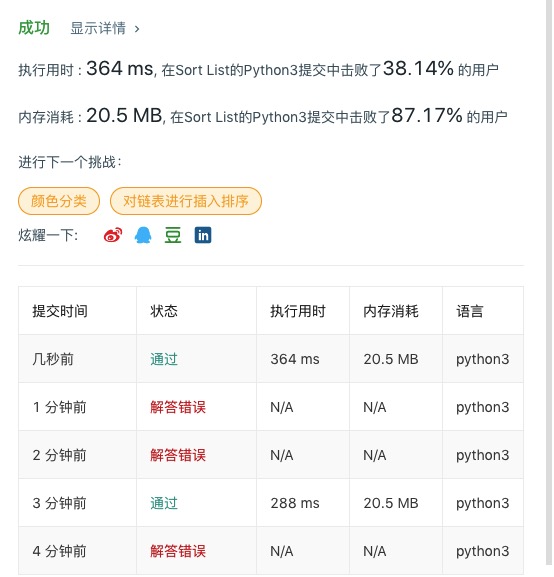 成功 显示详情 ›
执行用时 : 364 ms, 在Sort List的Python3提交中击败了38.14% 的用户
内存消耗 : 20.5 MB, 在Sort List的Python3提交中击败了87.17% 的用户
进行下一个挑战:
颜色分类 对链表进行插入排序
炫耀一下: 豆 in
提交时间 状态 执行用时 内存消耗 语言
几秒前 通过 364 ms 20.5 MB python3
1 分钟前 解答错误 N/A N/A python3
2 分钟前 解答错误 N/A N/A python3
3 分钟前 通过 288 ms 20.5 MB python3
4 分钟前 解答错误 N/A N/A python3